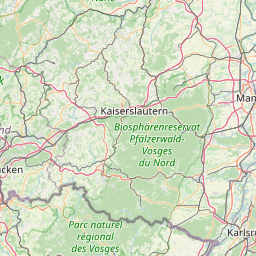 Kaiserslautern
Man
Biosphärenreservat
Pfälzerwald-
Vosges
du Nord
cken
Parc naturel
régional
des Vosges
Karlsru